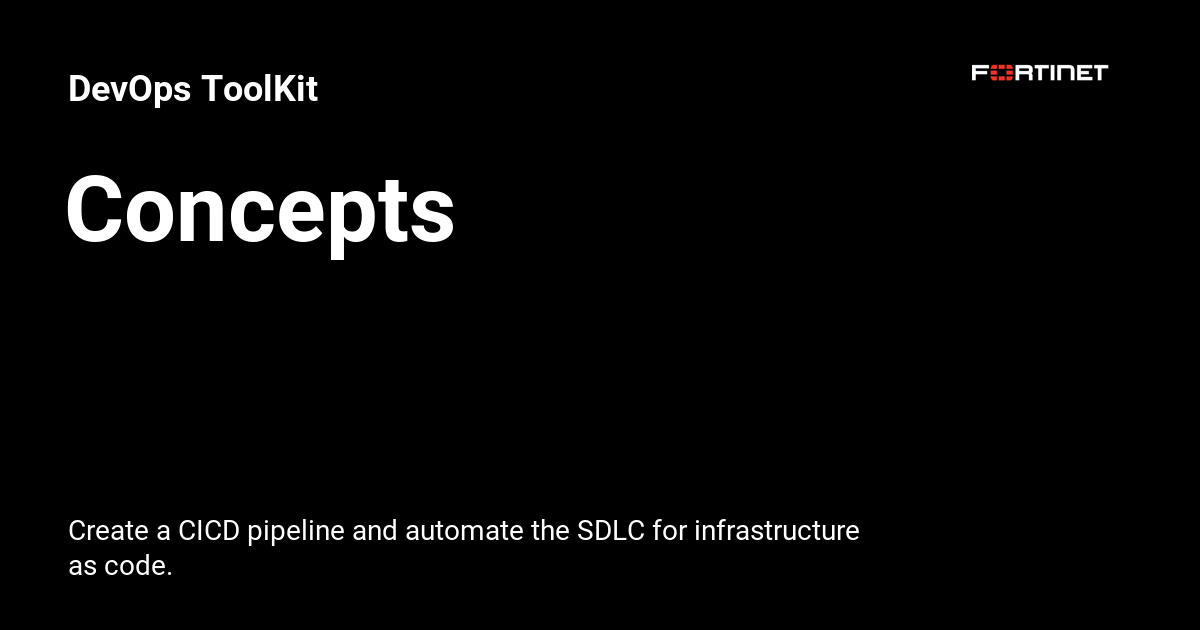 DevOps ToolKit
FORTINET
Concepts
Create a CICD pipeline and automate the SDLC for infrastructure
as code.